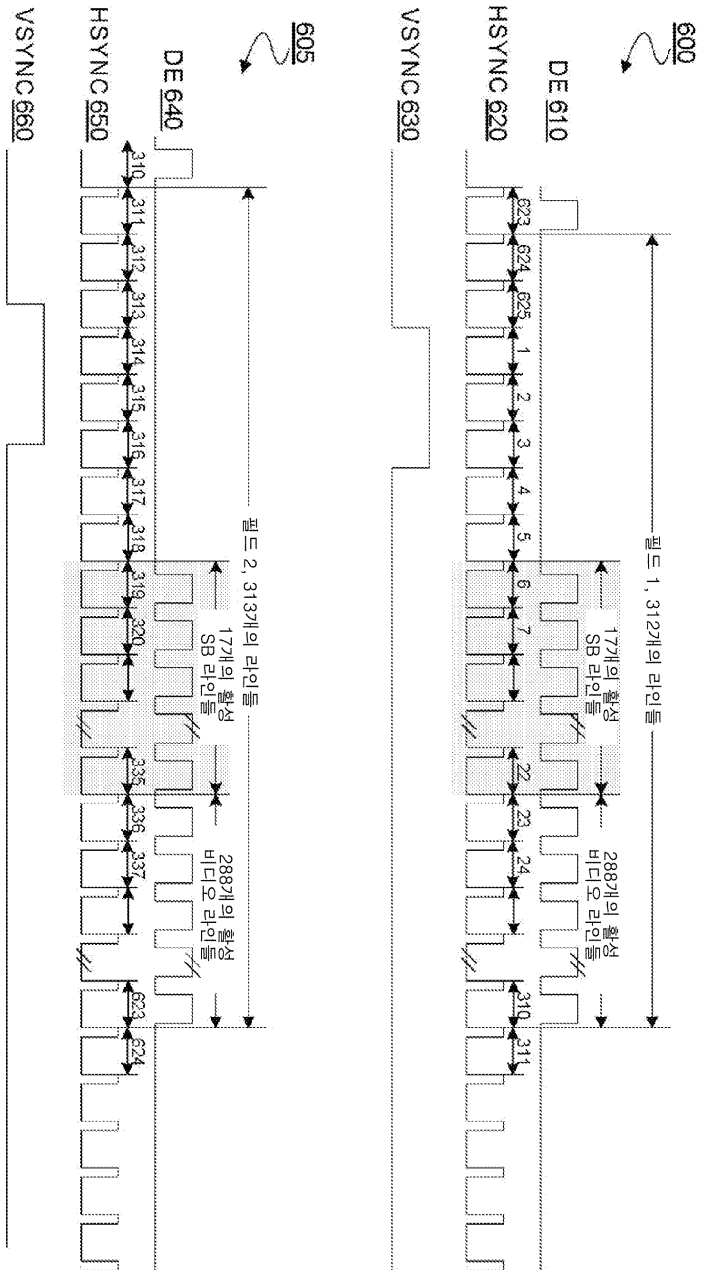 600
DE 610
HSYNC 620
VSYNC 630
필드 1, 312개의 라인들
17개의 활성
SB 라인들
288개의 활성
비디오 라인들
623 624 625 1 2 3 4 5 6 7 22 23 24 310 311
605
DE 640
HSYNC 650
VSYNC 660
필드 2, 313개의 라인들
17개의 활성
SB 라인들
288개의 활성
비디오 라인들
310 311 312 313 314 315 316 317 318 319 320 335 336 337 623 624